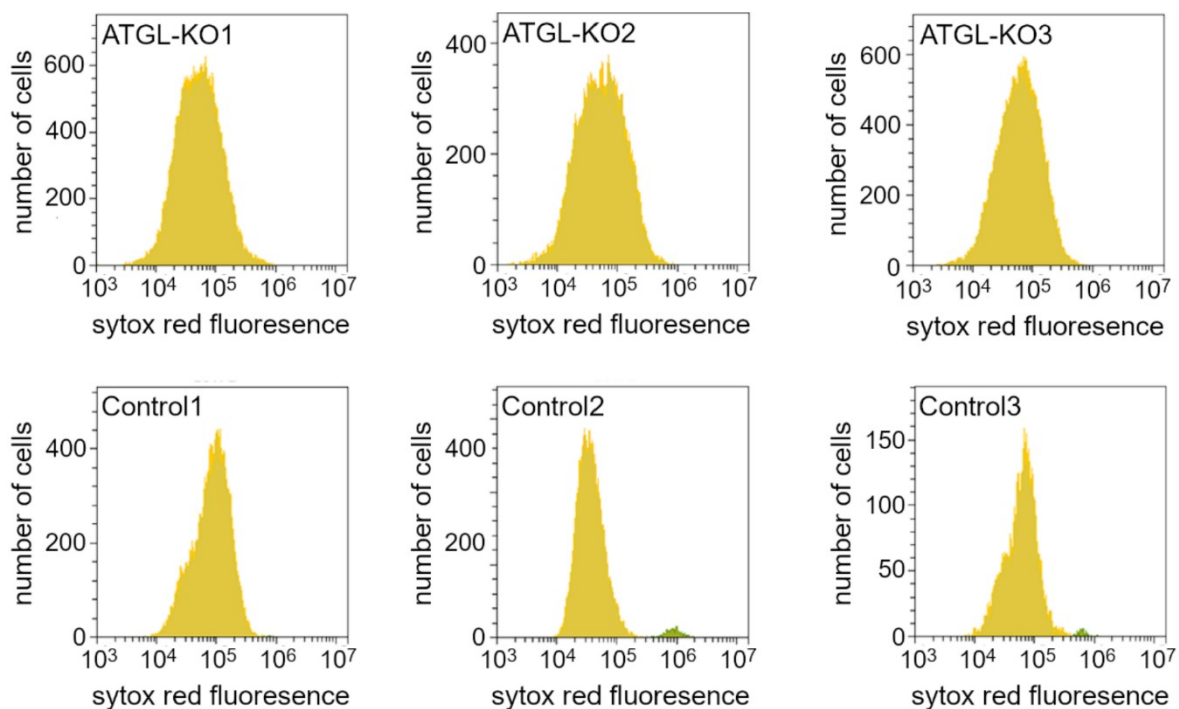 ATGL-KO1
number of cells
600
400
200
0
10³ 10⁴ 10⁵ 10⁶ 10⁷
sytox red fluoresence
ATGL-KO2
number of cells
400
200
0
10³ 10⁴ 10⁵ 10⁶ 10⁷
sytox red fluoresence
ATGL-KO3
number of cells
600
400
200
0
10³ 10⁴ 10⁵ 10⁶ 10⁷
sytox red fluoresence
Control1
number of cells
400
200
0
10³ 10⁴ 10⁵ 10⁶ 10⁷
sytox red fluoresence
Control2
number of cells
400
200
0
10³ 10⁴ 10⁵ 10⁶ 10⁷
sytox red fluoresence
Control3
number of cells
150
100
50
0
10³ 10⁴ 10⁵ 10⁶ 10⁷
sytox red fluoresence